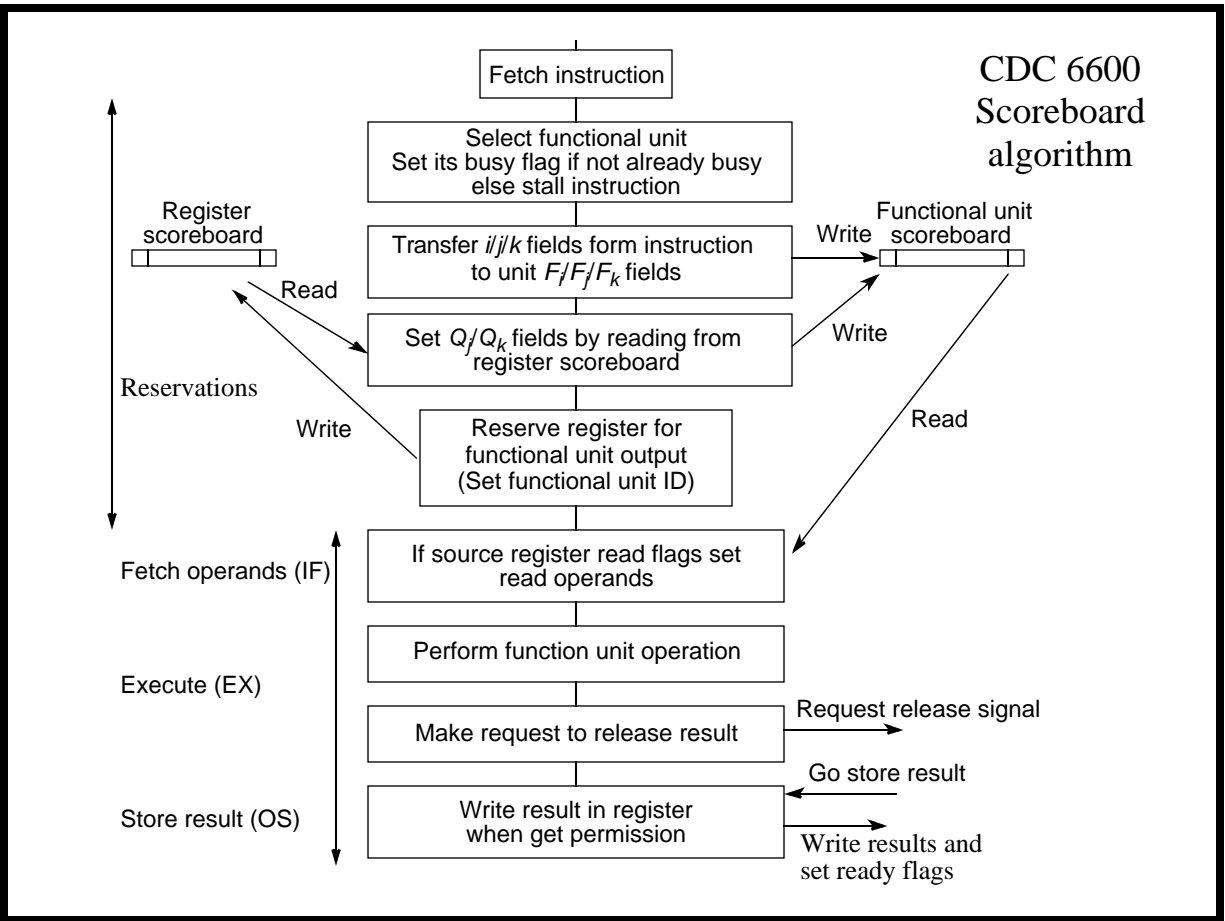 CDC 6600
Scoreboard
algorithm
Fetch instruction
Select functional unit
Set its busy flag if not already busy
else stall instruction
Register
scoreboard
Functional unit
scoreboard
Transfer i/j/k fields form instruction
to unit Fi/Fj/Fk fields
Write
Read
Set Qj/Qk fields by reading from
register scoreboard
Write
Reservations
Write
Reserve register for
functional unit output
(Set functional unit ID)
Read
Fetch operands (IF)
If source register read flags set
read operands
Perform function unit operation
Execute (EX)
Make request to release result
Request release signal
Go store result
Store result (OS)
Write result in register
when get permission
Write results and
set ready flags